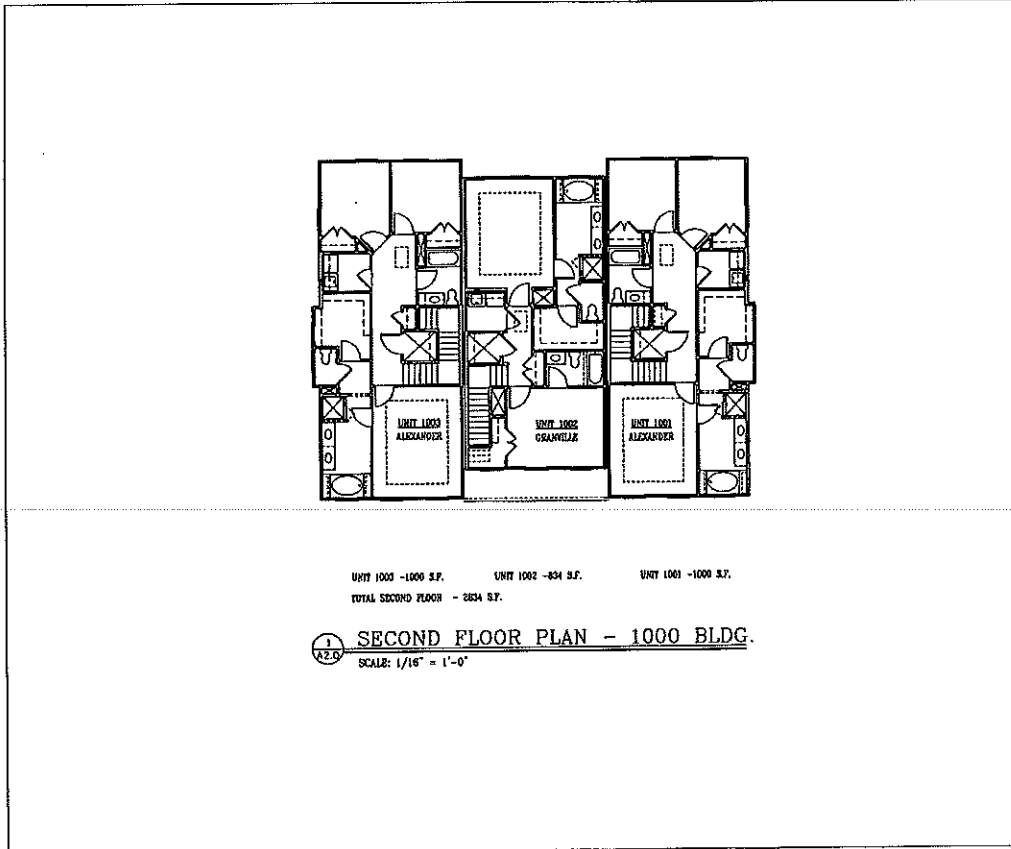 UNIT 1003
ALEXANDER
UNIT 1002
GRANVILLE
UNIT 1001
ALEXANDER
UNIT 1003 -1000 S.F. UNIT 1002 -834 S.F. UNIT 1001 -1000 S.F.
TOTAL SECOND FLOOR - 2834 S.F.
1
A2.0
SECOND FLOOR PLAN - 1000 BLDG.
SCALE: 1/16" = 1'-0"